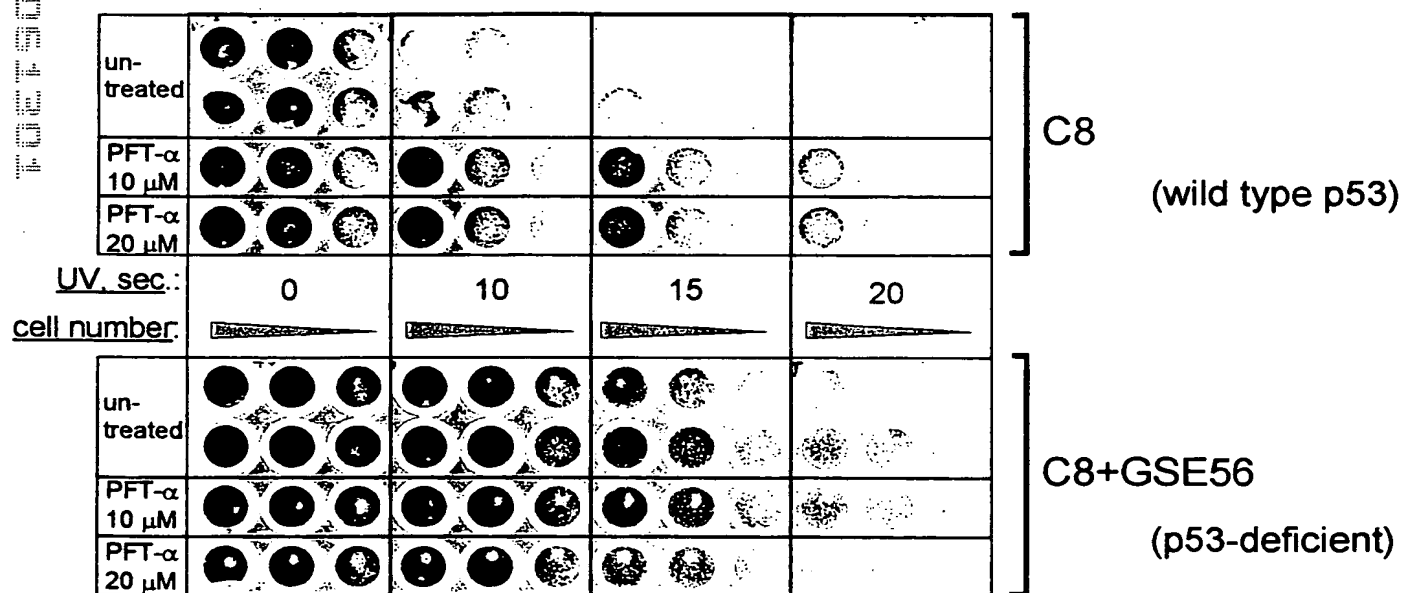 un-
treated
PFT-α
10 μM
PFT-α
20 μM
C8
(wild type p53)
UV, sec.:
0
10
15
20
cell number:
un-
treated
PFT-α
10 μM
PFT-α
20 μM
C8+GSE56
(p53-deficient)